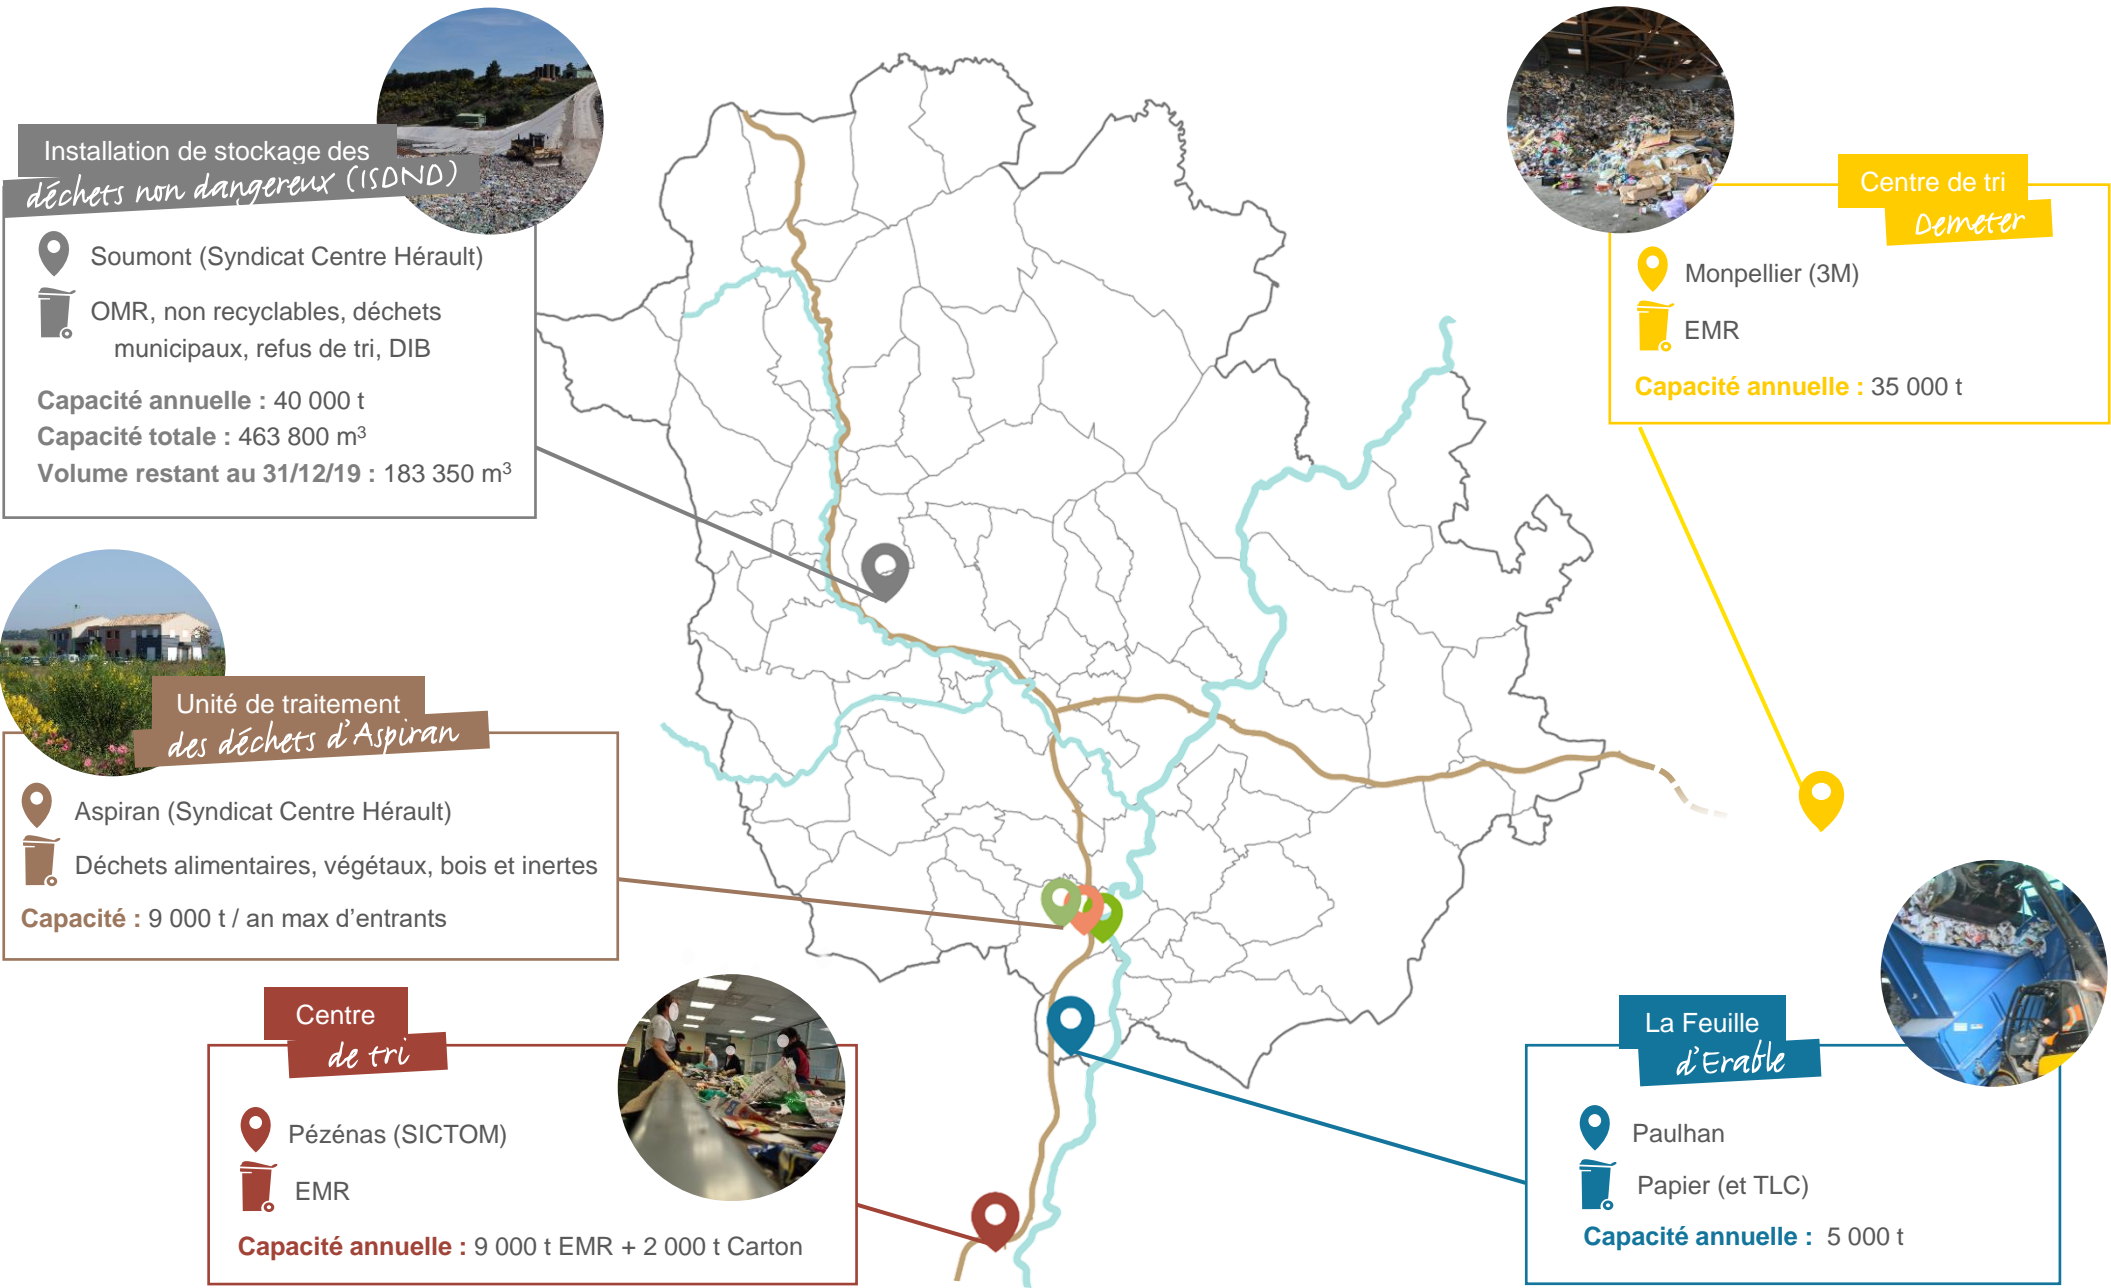 Installation de stockage des
déchets non dangereux (ISDND)
Soumont (Syndicat Centre Hérault)
OMR, non recyclables, déchets
municipaux, refus de tri, DIB
Capacité annuelle : 40 000 t
Capacité totale : 463 800 m³
Volume restant au 31/12/19 : 183 350 m³
Centre de tri
Demeter
Monpellier (3M)
EMR
Capacité annuelle : 35 000 t
Unité de traitement
des déchets d'Aspiran
Aspiran (Syndicat Centre Hérault)
Déchets alimentaires, végétaux, bois et inertes
Capacité : 9 000 t / an max d'entrants
Centre
de tri
Pézénas (SICTOM)
EMR
Capacité annuelle : 9 000 t EMR + 2 000 t Carton
La Feuille
d'Erable
Paulhan
Papier (et TLC)
Capacité annuelle : 5 000 t